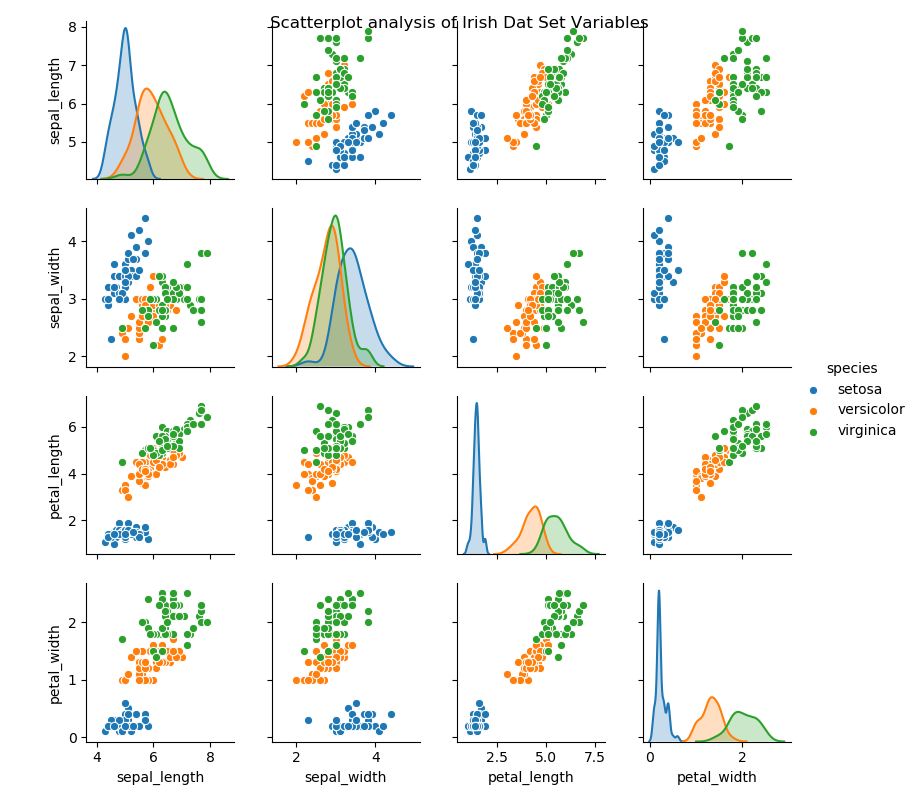 Scatterplot analysis of Irish Dat Set Variables
8
7
6
5
sepal_length
4
3
2
sepal_width
species
setosa
versicolor
virginica
6
4
2
petal_length
2
1
0
petal_width
4 6 8
2 4
2.5 5.0 7.5
0 2
sepal_length
sepal_width
petal_length
petal_width